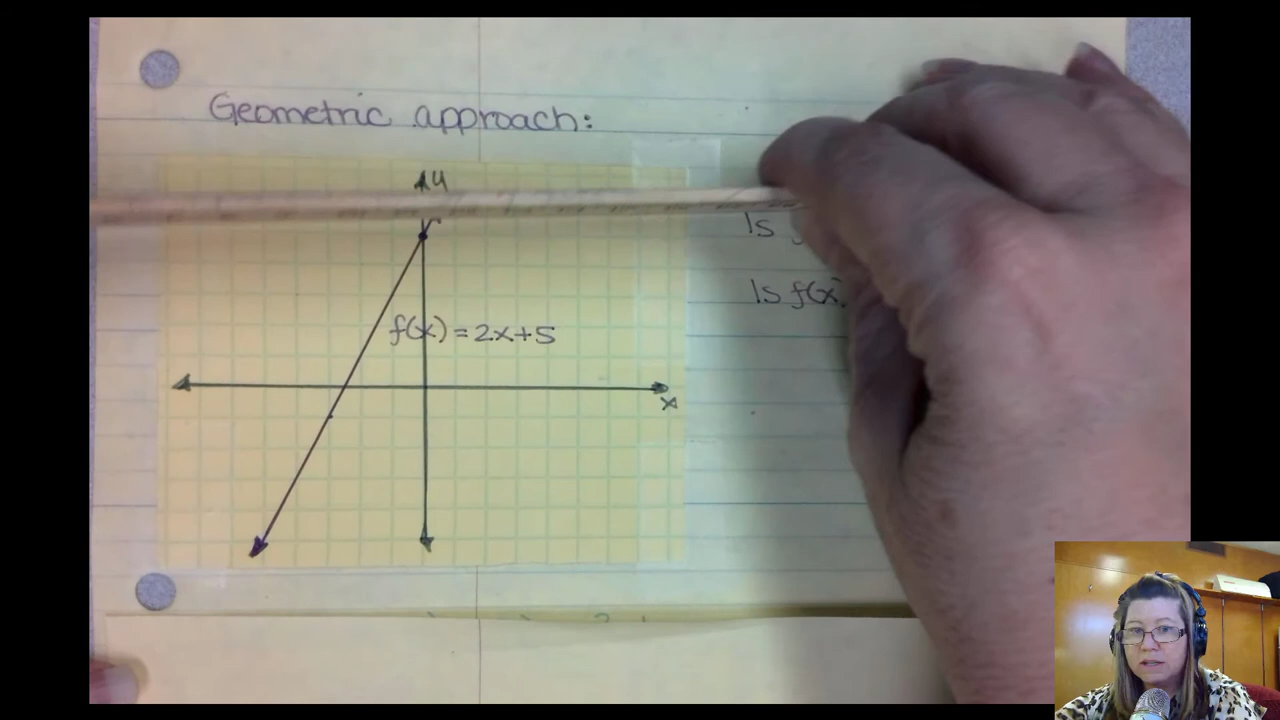 Geometric approach:
y
Is
Is f(x)
f(x) = 2x+5
x